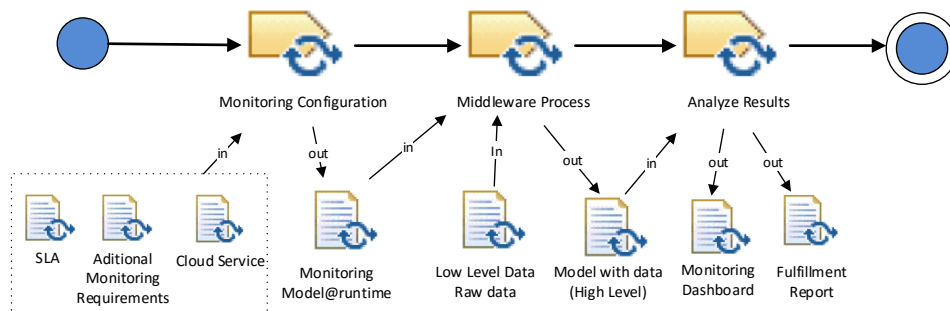 Monitoring Configuration
Middleware Process
Analyze Results
in
out
in
In
out
in
out
out
SLA
Aditional
Monitoring
Requirements
Cloud Service
Monitoring
Model@runtime
Low Level Data
Raw data
Model with data
(High Level)
Monitoring
Dashboard
Fulfillment
Report